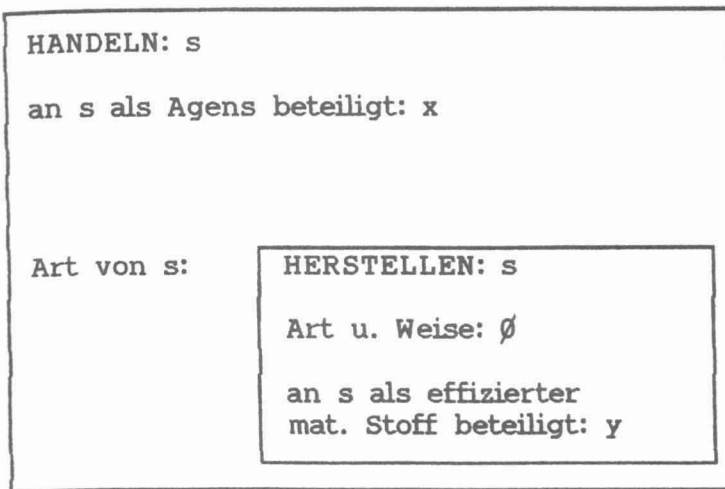 HANDELN: s
an s als Agens beteiligt: x
Art von s:
HERSTELLEN: s
Art u. Weise: Ø
an s als effizierter
mat. Stoff beteiligt: y